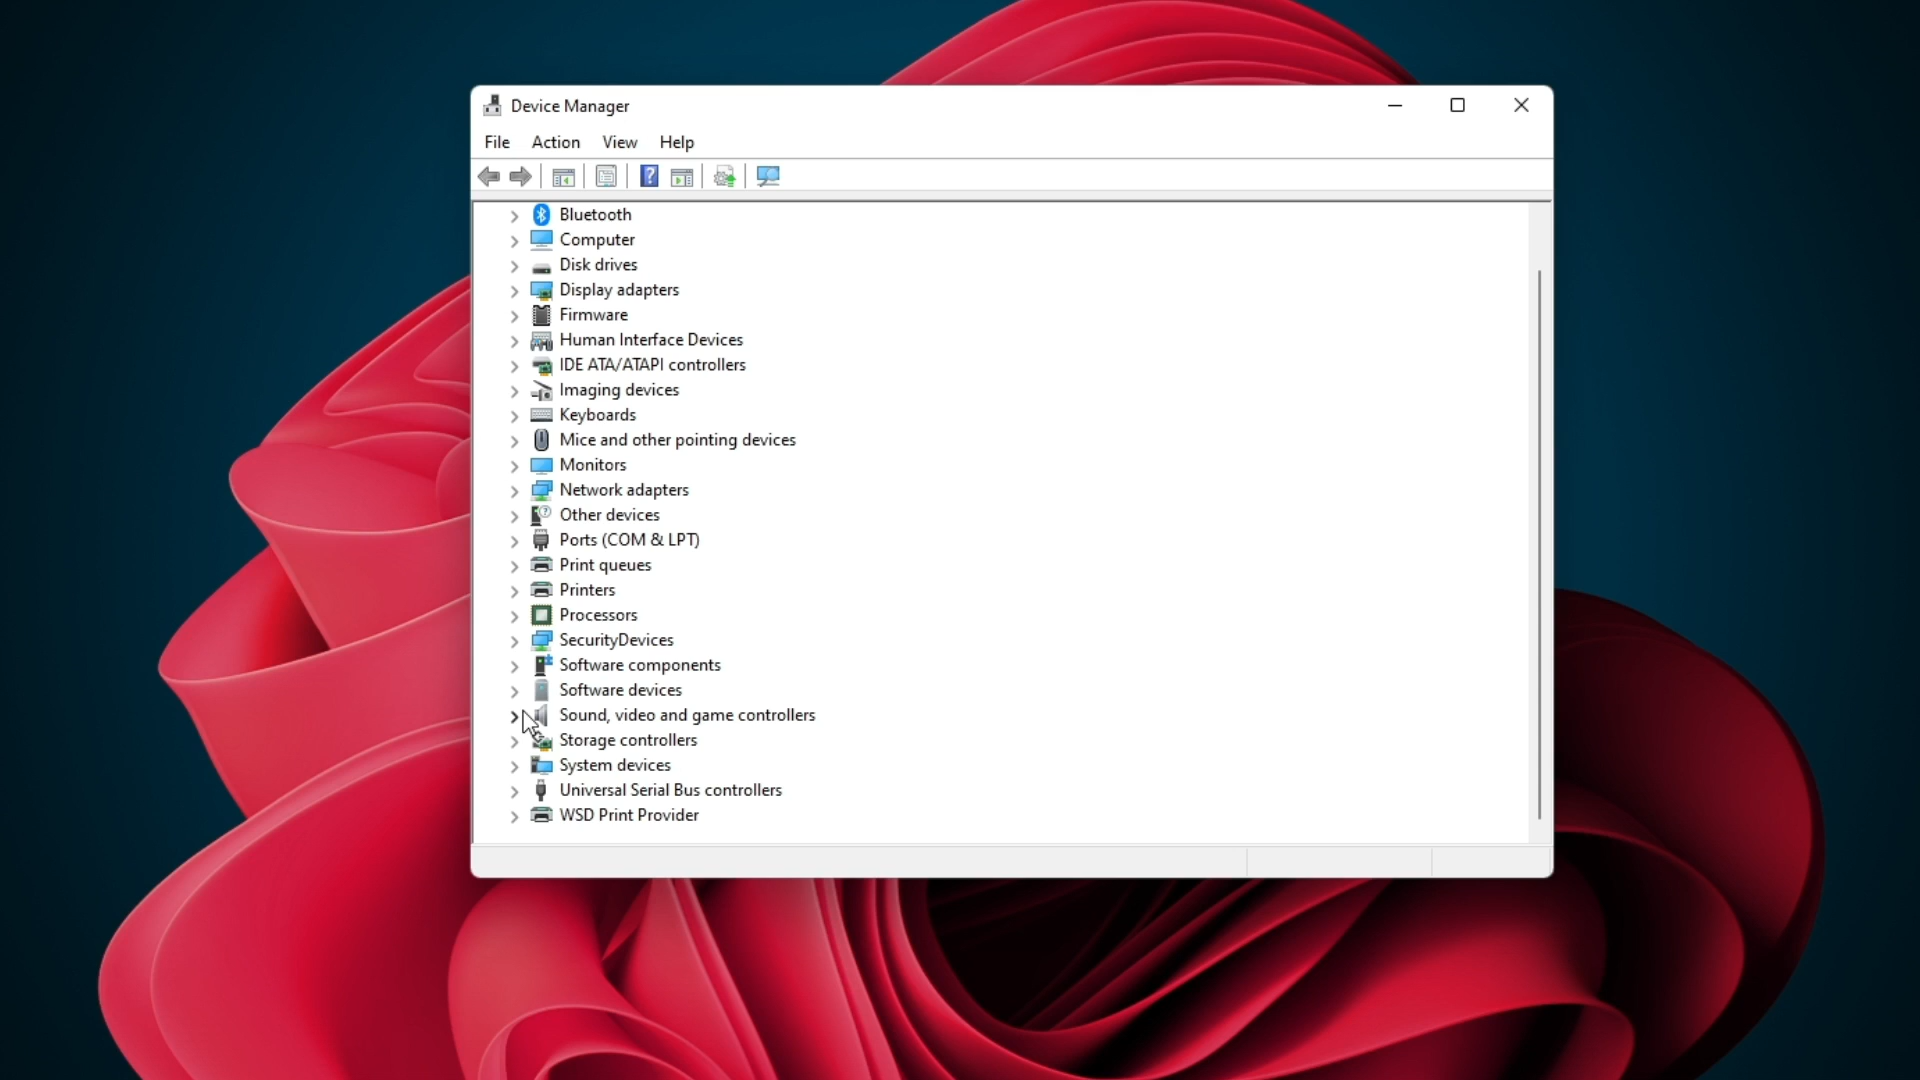 Device Manager
File Action View Help
Bluetooth
Computer
Disk drives
Display adapters
Firmware
Human Interface Devices
IDE ATA/ATAPI controllers
Imaging devices
Keyboards
Mice and other pointing devices
Monitors
Network adapters
Other devices
Ports (COM & LPT)
Print queues
Printers
Processors
SecurityDevices
Software components
Software devices
Sound, video and game controllers
Storage controllers
System devices
Universal Serial Bus controllers
WSD Print Provider